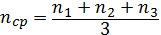 n_cp = (n_1 + n_2 + n_3) / 3